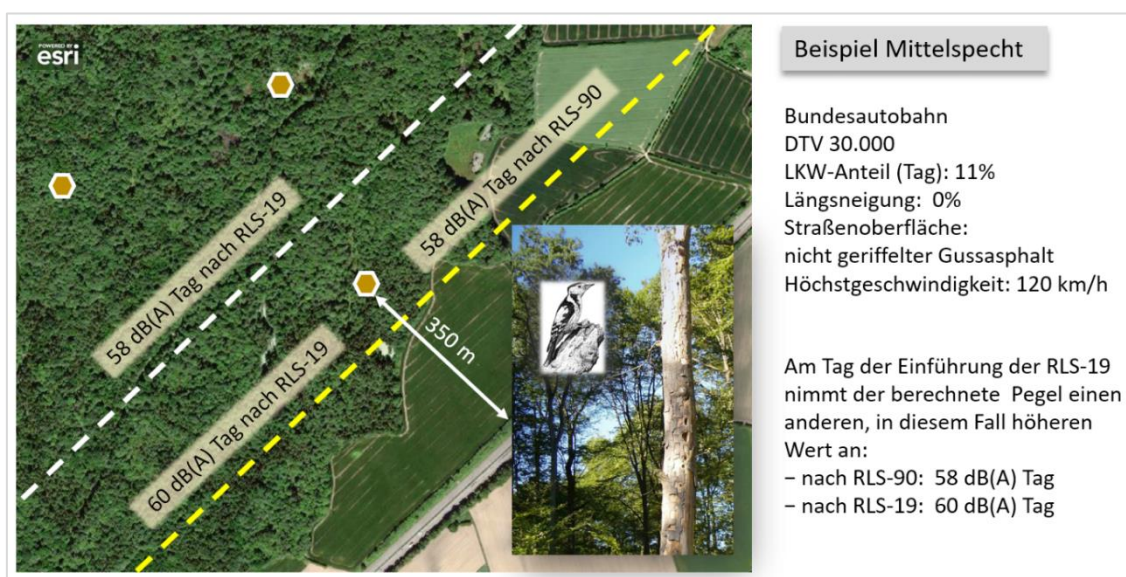 POWERED BY
esri
58 dB(A) Tag nach RLS-19
58 dB(A) Tag nach RLS-90
60 dB(A) Tag nach RLS-19
350 m
Beispiel Mittelspecht
Bundesautobahn
DTV 30.000
LKW-Anteil (Tag): 11%
Längsneigung:  0%
Straßenoberfläche:
nicht geriffelter Gussasphalt
Höchstgeschwindigkeit: 120 km/h
Am Tag der Einführung der RLS-19
nimmt der berechnete  Pegel einen
anderen, in diesem Fall höheren
Wert an:
– nach RLS-90:  58 dB(A) Tag
– nach RLS-19:  60 dB(A) Tag